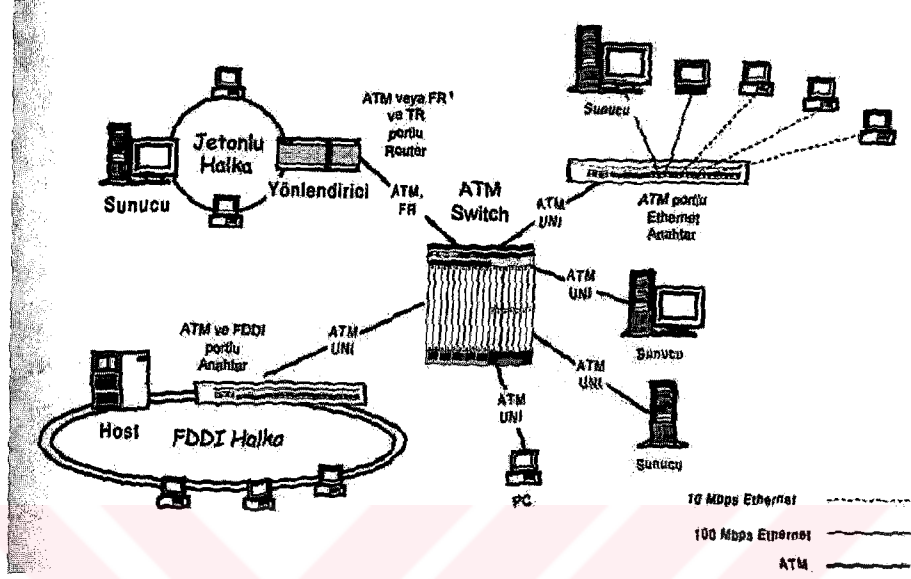 Jetonlu
Halka
Sunucu
Yönlendirici
ATM veya FR
ve TR
portlu
Router
ATM,
FR
ATM
Switch
Sunucu
ATM portlu
Ethernet
Anahtar
ATM
UNI
ATM
UNI
Sunucu
ATM
UNI
Sunucu
ATM
UNI
PC
ATM ve FDDI
portlu
Anahtar
ATM
UNI
Host
FDDI Halka
10 Mbps Ethernet
100 Mbps Ethernet
ATM